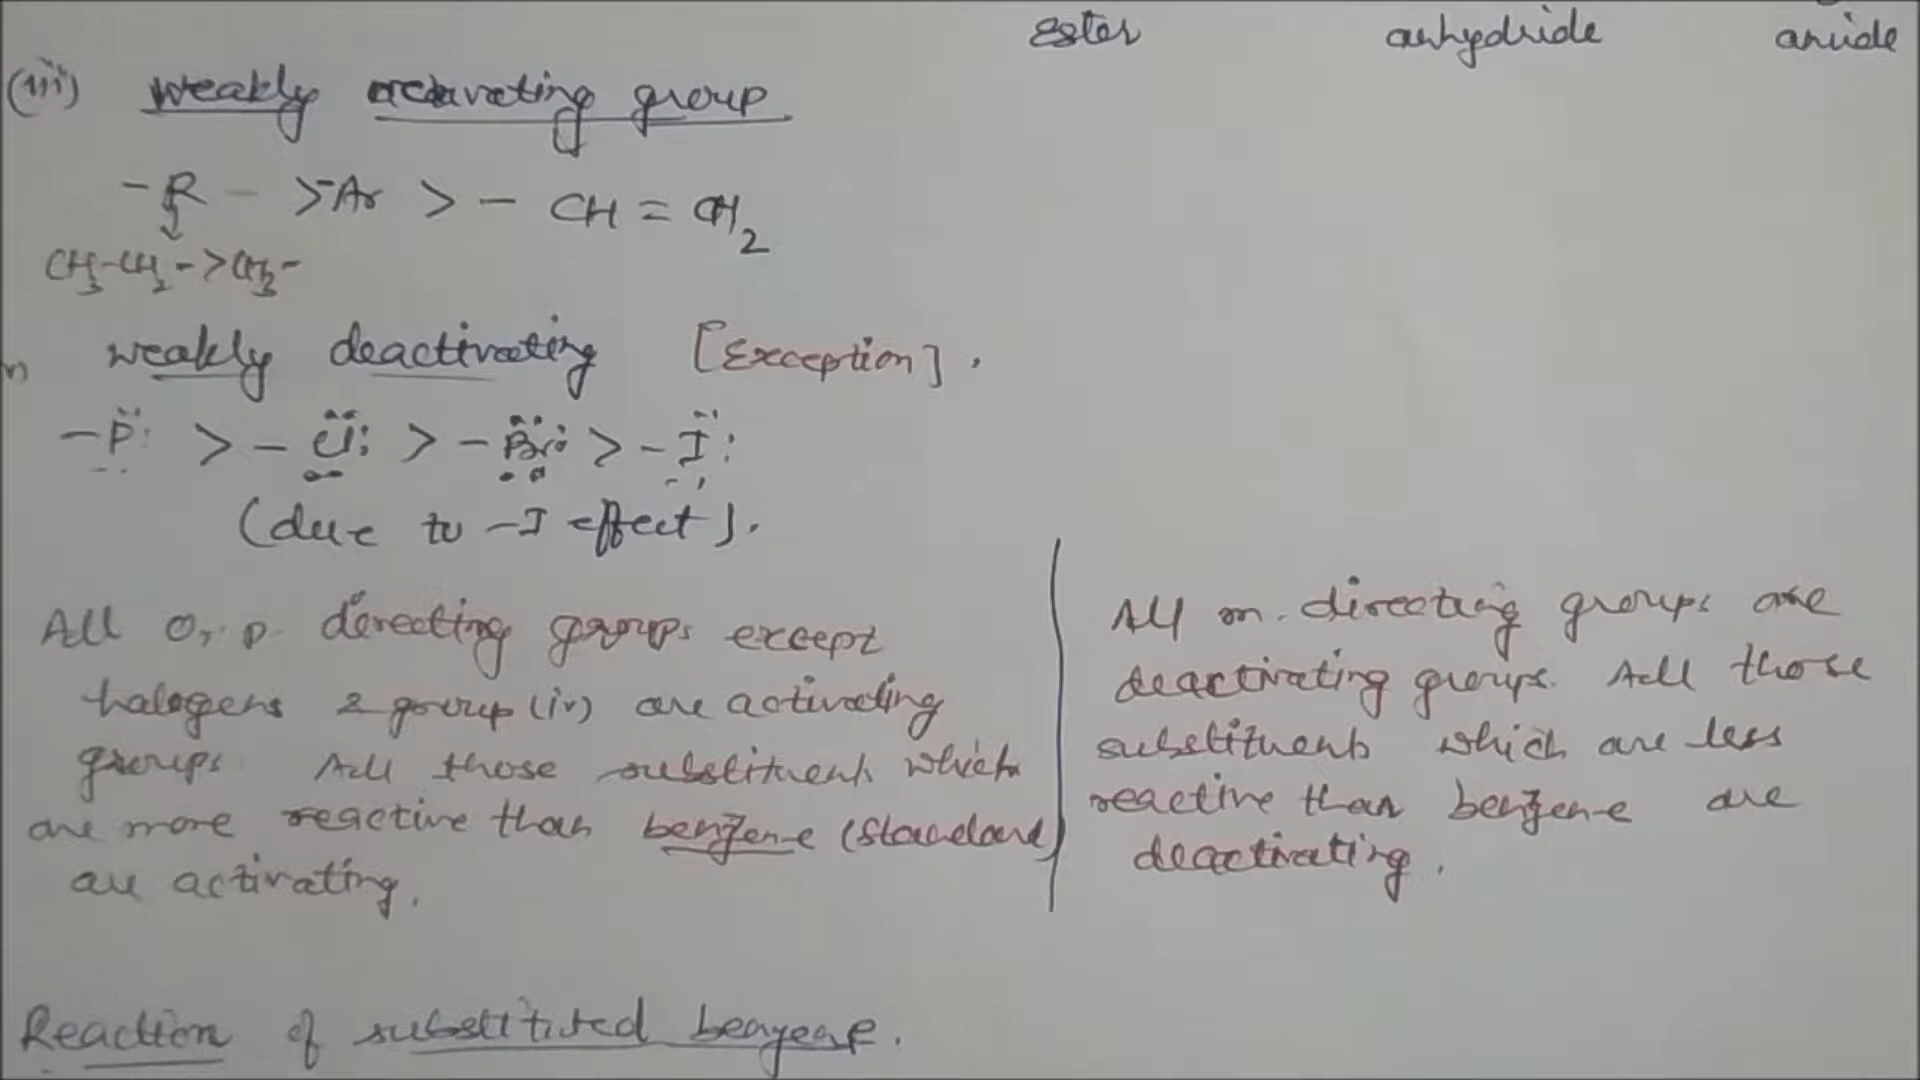 ester anhydride amide
(iii) weakly activating group
-R - >-Ar > - CH = CH2
CH3-CH2 - > CH3 -
weakly deactivating [Exception].
-F: > - Cl: > - Br: > - I:
(due to -I effect).
All o, p. directing groups except
halogens & group (iv) are activating
groups. All those substituents which
are more reactive than benzene (standard)
are activating.
All m. directing groups are
deactivating groups. All those
substituents which are less
reactive than benzene are
deactivating.
Reaction of substituted benzene.